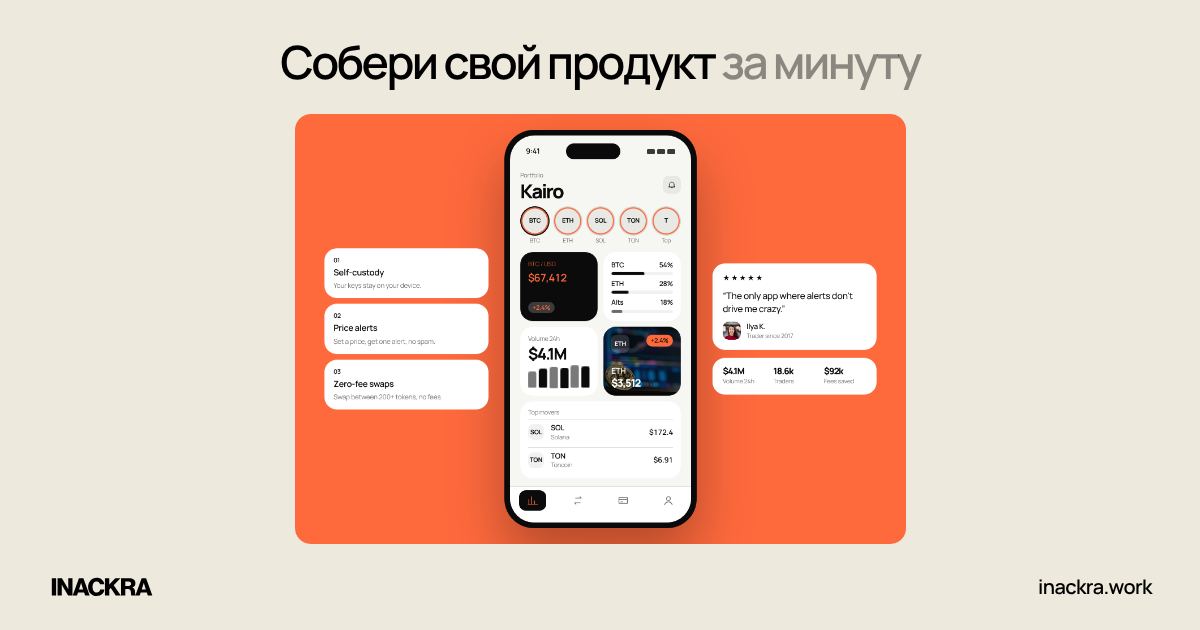 Собери свой продукт за минуту
01
Self-custody
Your keys stay on your device.
02
Price alerts
Set a price, get one alert, no spam.
03
Zero-fee swaps
Swap between 200+ tokens, no fees
9:41
Portfolio
Kairo
BTC ETH SOL TON T
BTC ETH SOL TON Top
BTC / USD
$67,412
+2.4%
BTC 54%
ETH 28%
Alts 18%
Volume 24h
$4.1M
ETH +2.4%
ETH
$3,512
Top movers
SOL SOL $172.4
Solana
TON TON $6.91
Toncoin
★★★★★
“The only app where alerts don’t
drive me crazy.”
Ilya K.
Trader since 2017
$4.1M 18.6k $92k
Volume 24h Traders Fees saved
INACKRA
inackra.work